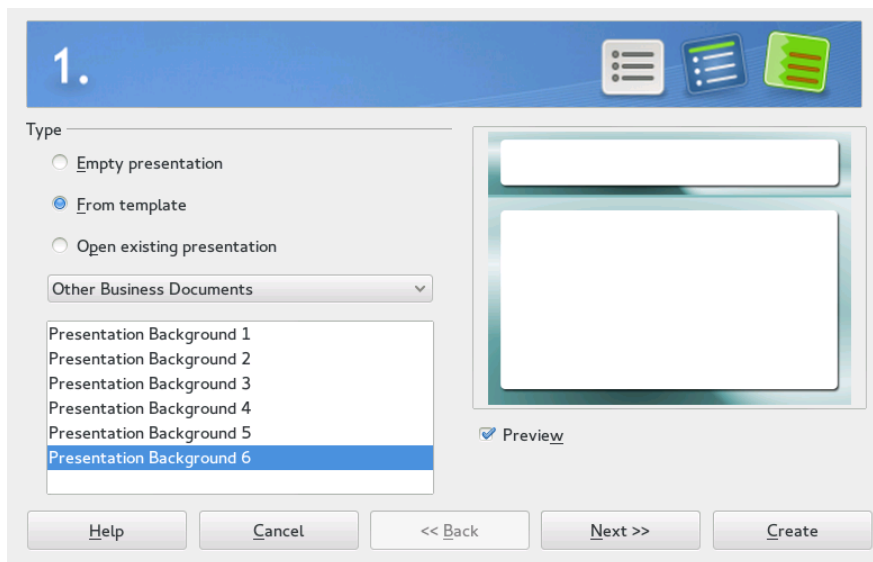 1.
Type
Empty presentation
From template
Open existing presentation
Other Business Documents
Presentation Background 1
Presentation Background 2
Presentation Background 3
Presentation Background 4
Presentation Background 5
Presentation Background 6
Preview
Help Cancel << Back Next >> Create